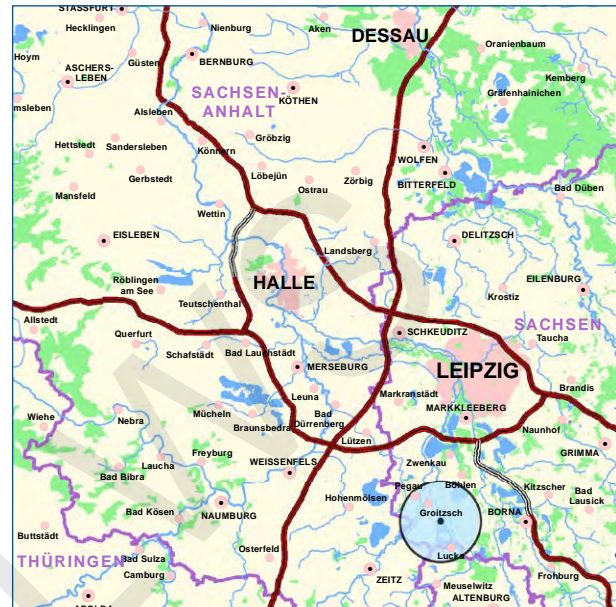 STASSFURT
Hecklingen
Nienburg
Aken
DESSAU
Hoym
Güsten
BERNBURG
Oranienbaum
ASCHERS-
LEBEN
SACHSEN-
ANHALT
KÖTHEN
Kemberg
Gräfenhainichen
msleben
Alsleben
Hettstedt
Sandersleben
Könnern
Gröbzig
WOLFEN
Gerbstedt
Löbejün
Ostrau
Zörbig
BITTERFELD
Mansfeld
Bad Düben
Wettin
EISLEBEN
Landsberg
DELITZSCH
Röblingen
am See
HALLE
Krostiz
EILENBURG
Teutschenthal
Allstedt
Querfurt
Schafstädt
Bad Lauchstädt
SCHKEUDITZ
SACHSEN
Taucha
MERSEBURG
LEIPZIG
Leuna
Markranstädt
Brandis
Wiehe
Nebra
Mücheln
Braunsbedra
Bad
Dürrenberg
MARKKLEEBERG
Lützen
Naunhof
GRIMMA
Laucha
Freyburg
Zwenkau
Bad Bibra
WEISSENFELS
Pegau
Böhlen
Kitzscher
Bad Kösen
NAUMBURG
Hohenmölsen
Groitzsch
BORNA
Bad
Lausick
Buttstädt
THÜRINGEN
Bad Sulza
Camburg
Osterfeld
ZEITZ
Lucka
Frohburg
Meuselwitz
ALTENBURG
APOLDA